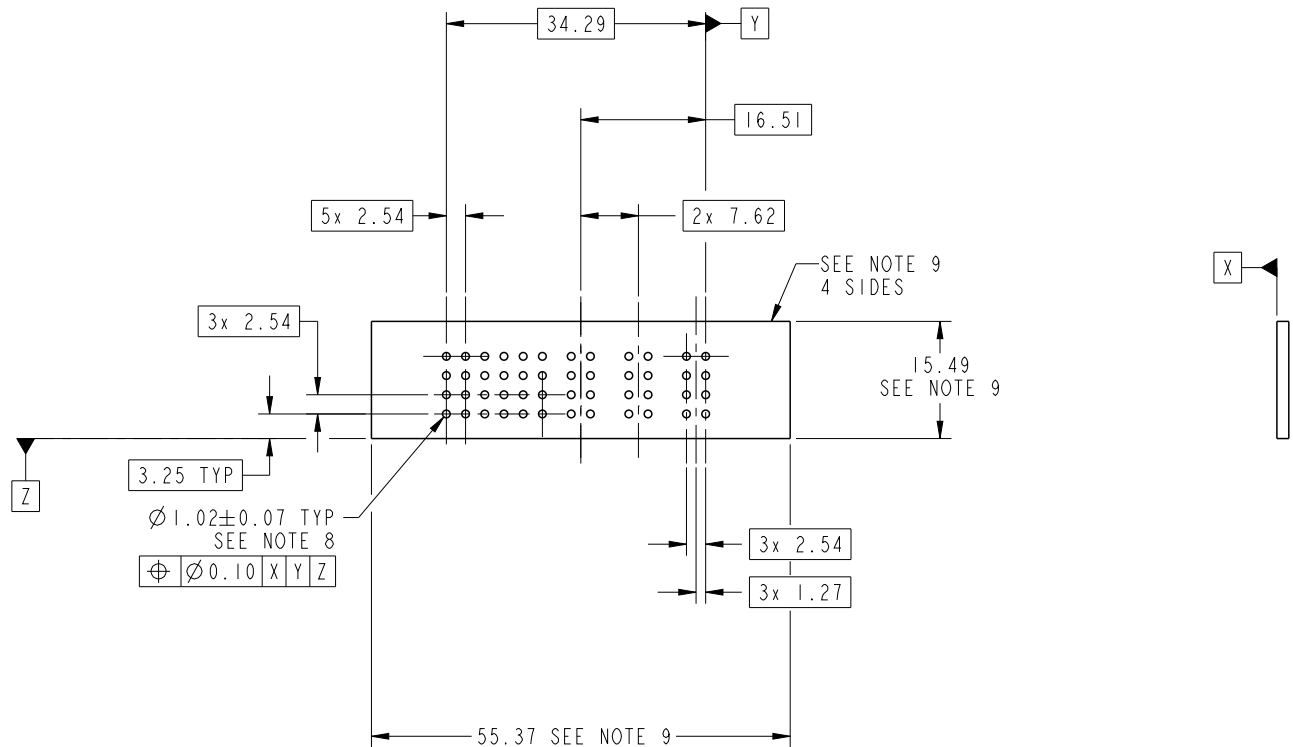 34.29
Y
16.51
5x 2.54
2x 7.62
SEE NOTE 9
4 SIDES
X
3x 2.54
15.49
SEE NOTE 9
3.25 TYP
Z
Ø1.02±0.07 TYP
SEE NOTE 8
⌖ Ø0.10 X Y Z
3x 2.54
3x 1.27
55.37 SEE NOTE 9